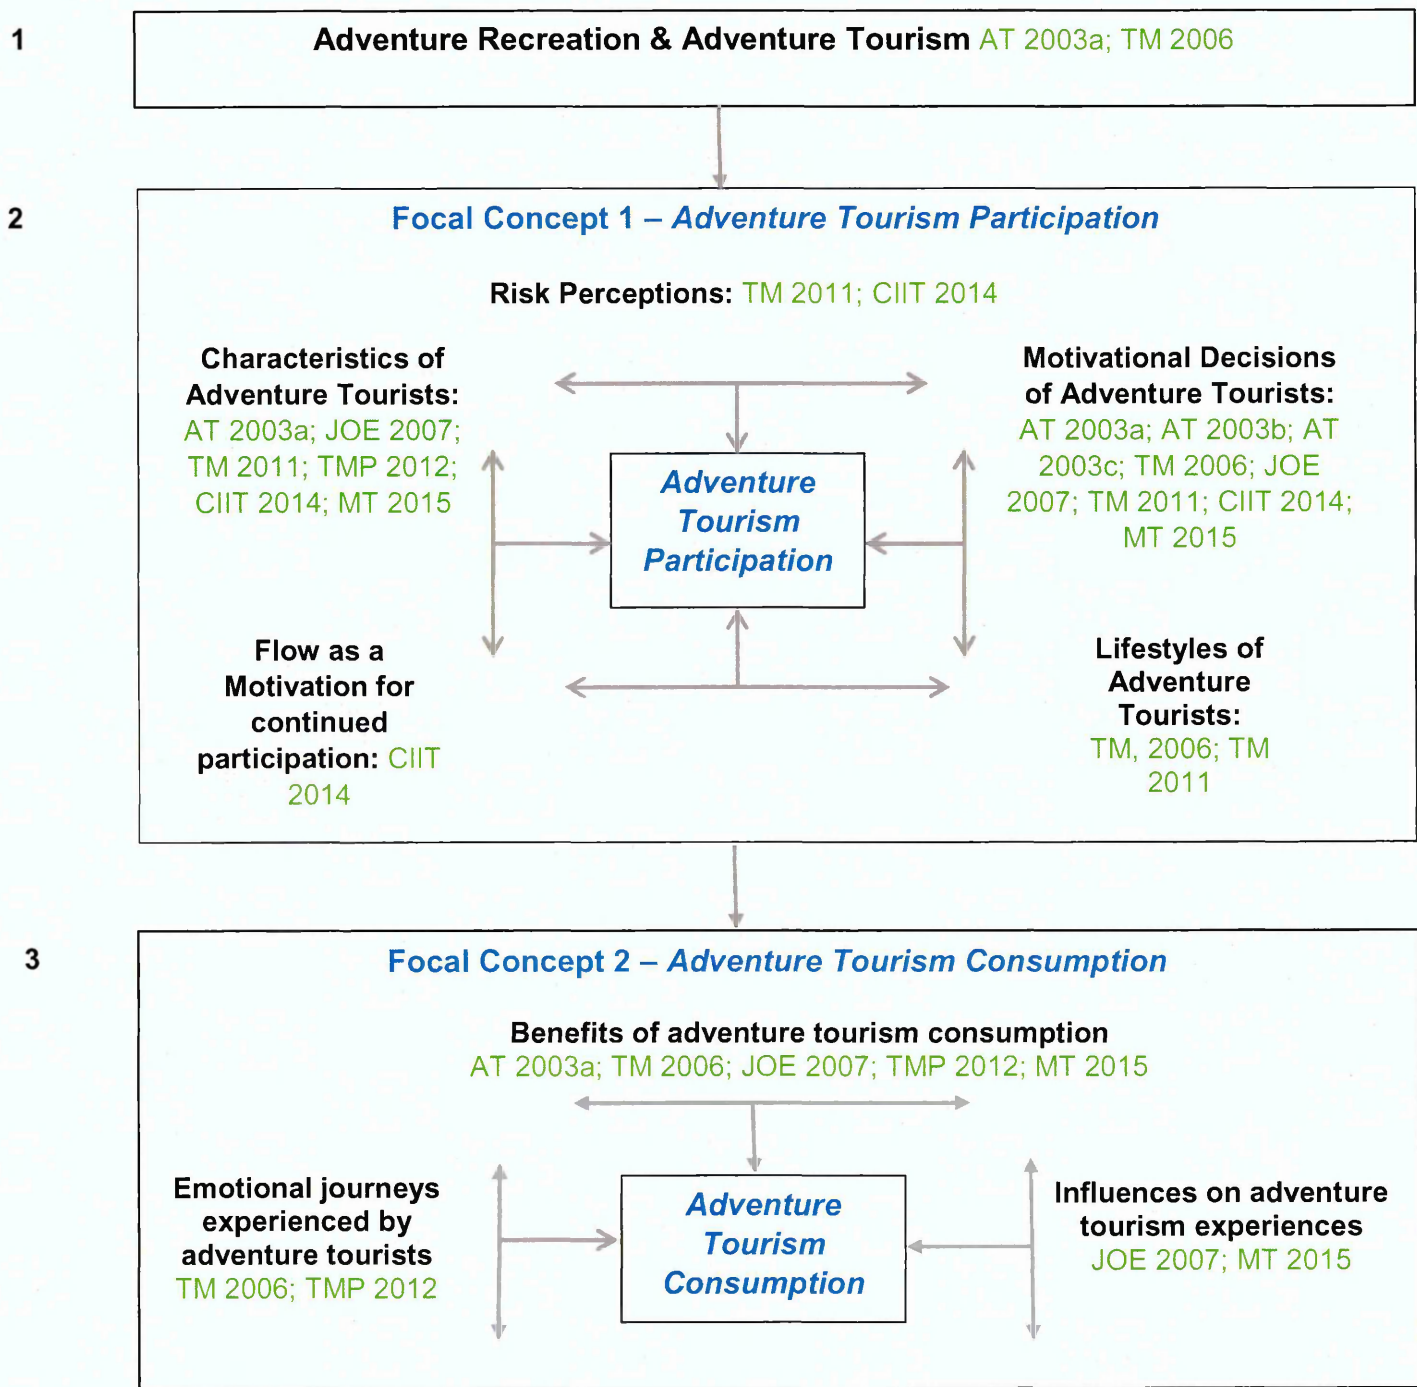 1
Adventure Recreation & Adventure Tourism AT 2003a; TM 2006
2
Focal Concept 1 – Adventure Tourism Participation
Risk Perceptions: TM 2011; CIIT 2014
Characteristics of
Adventure Tourists:
AT 2003a; JOE 2007;
TM 2011; TMP 2012;
CIIT 2014; MT 2015
Motivational Decisions
of Adventure Tourists:
AT 2003a; AT 2003b; AT
2003c; TM 2006; JOE
2007; TM 2011; CIIT 2014;
MT 2015
Adventure
Tourism
Participation
Flow as a
Motivation for
continued
participation: CIIT
2014
Lifestyles of
Adventure
Tourists:
TM, 2006; TM
2011
3
Focal Concept 2 – Adventure Tourism Consumption
Benefits of adventure tourism consumption
AT 2003a; TM 2006; JOE 2007; TMP 2012; MT 2015
Emotional journeys
experienced by
adventure tourists
TM 2006; TMP 2012
Adventure
Tourism
Consumption
Influences on adventure
tourism experiences
JOE 2007; MT 2015